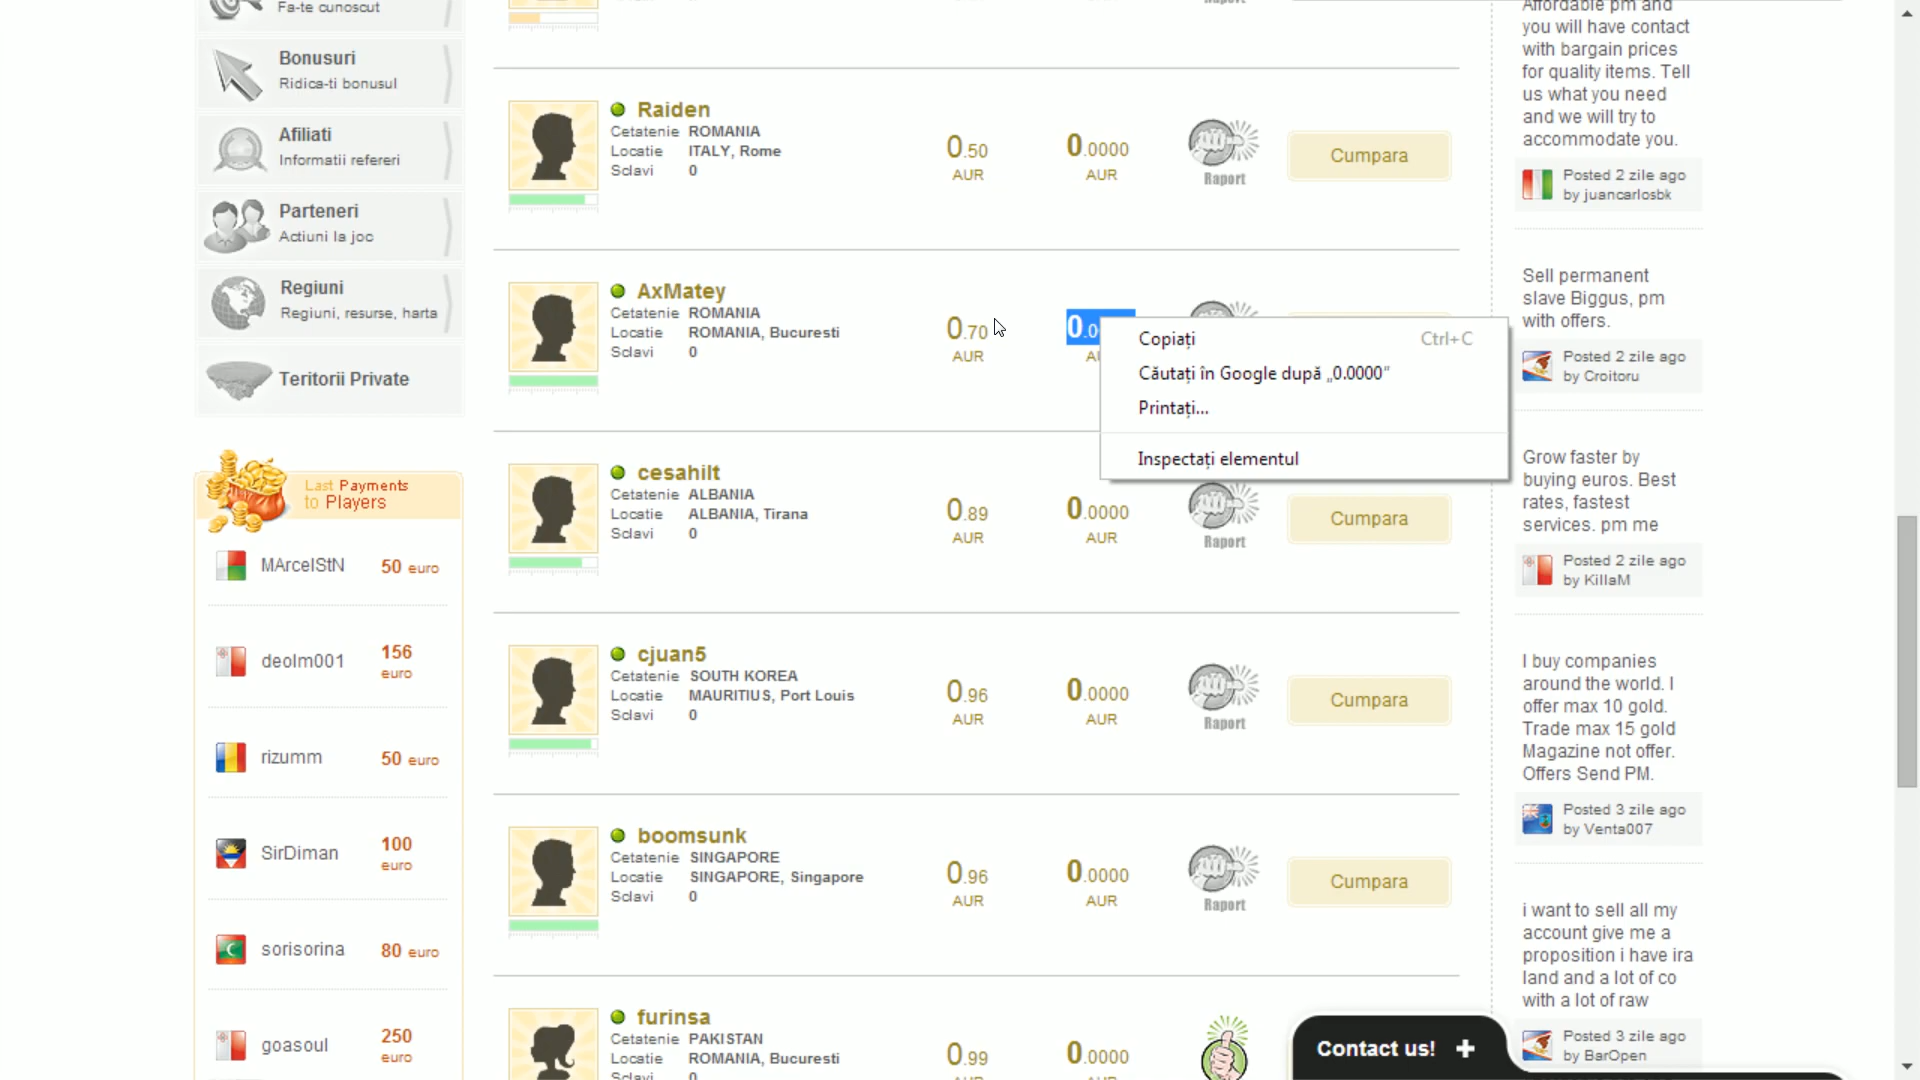 Fa-te cunoscut
Bonusuri
Ridica-ti bonusul
Afiliati
Informatii refereri
Parteneri
Actiuni la joc
Regiuni
Regiuni, resurse, harta
Teritorii Private
Last Payments
to Players
MArcelStN 50 euro
deolm001 156
euro
rizumm 50 euro
SirDiman 100
euro
sorisorina 80 euro
goasoul 250
euro
Raiden
Cetatenie ROMANIA
Locatie ITALY, Rome
Sclavi 0
0.50
AUR
0.0000
AUR
Raport
Cumpara
AxMatey
Cetatenie ROMANIA
Locatie ROMANIA, Bucuresti
Sclavi 0
0.70
AUR
Copiați Ctrl+C
Căutați în Google după „0.0000”
Printați...
Inspectați elementul
cesahilt
Cetatenie ALBANIA
Locatie ALBANIA, Tirana
Sclavi 0
0.89
AUR
0.0000
AUR
Raport
Cumpara
cjuan5
Cetatenie SOUTH KOREA
Locatie MAURITIUS, Port Louis
Sclavi 0
0.96
AUR
0.0000
AUR
Raport
Cumpara
boomsunk
Cetatenie SINGAPORE
Locatie SINGAPORE, Singapore
Sclavi 0
0.96
AUR
0.0000
AUR
Raport
Cumpara
furinsa
Cetatenie PAKISTAN
Locatie ROMANIA, Bucuresti
Sclavi 0
0.99
0.0000
Affordable pm and
you will have contact
with bargain prices
for quality items. Tell
us what you need
and we will try to
accommodate you.
Posted 2 zile ago
by juancarlosbk
Sell permanent
slave Biggus, pm
with offers.
Posted 2 zile ago
by Croitoru
Grow faster by
buying euros. Best
rates, fastest
services. pm me
Posted 2 zile ago
by KillaM
I buy companies
around the world. I
offer max 10 gold.
Trade max 15 gold
Magazine not offer.
Offers Send PM.
Posted 3 zile ago
by Venta007
i want to sell all my
account give me a
proposition i have ira
land and a lot of co
with a lot of raw
Posted 3 zile ago
by BarOpen
Contact us! +